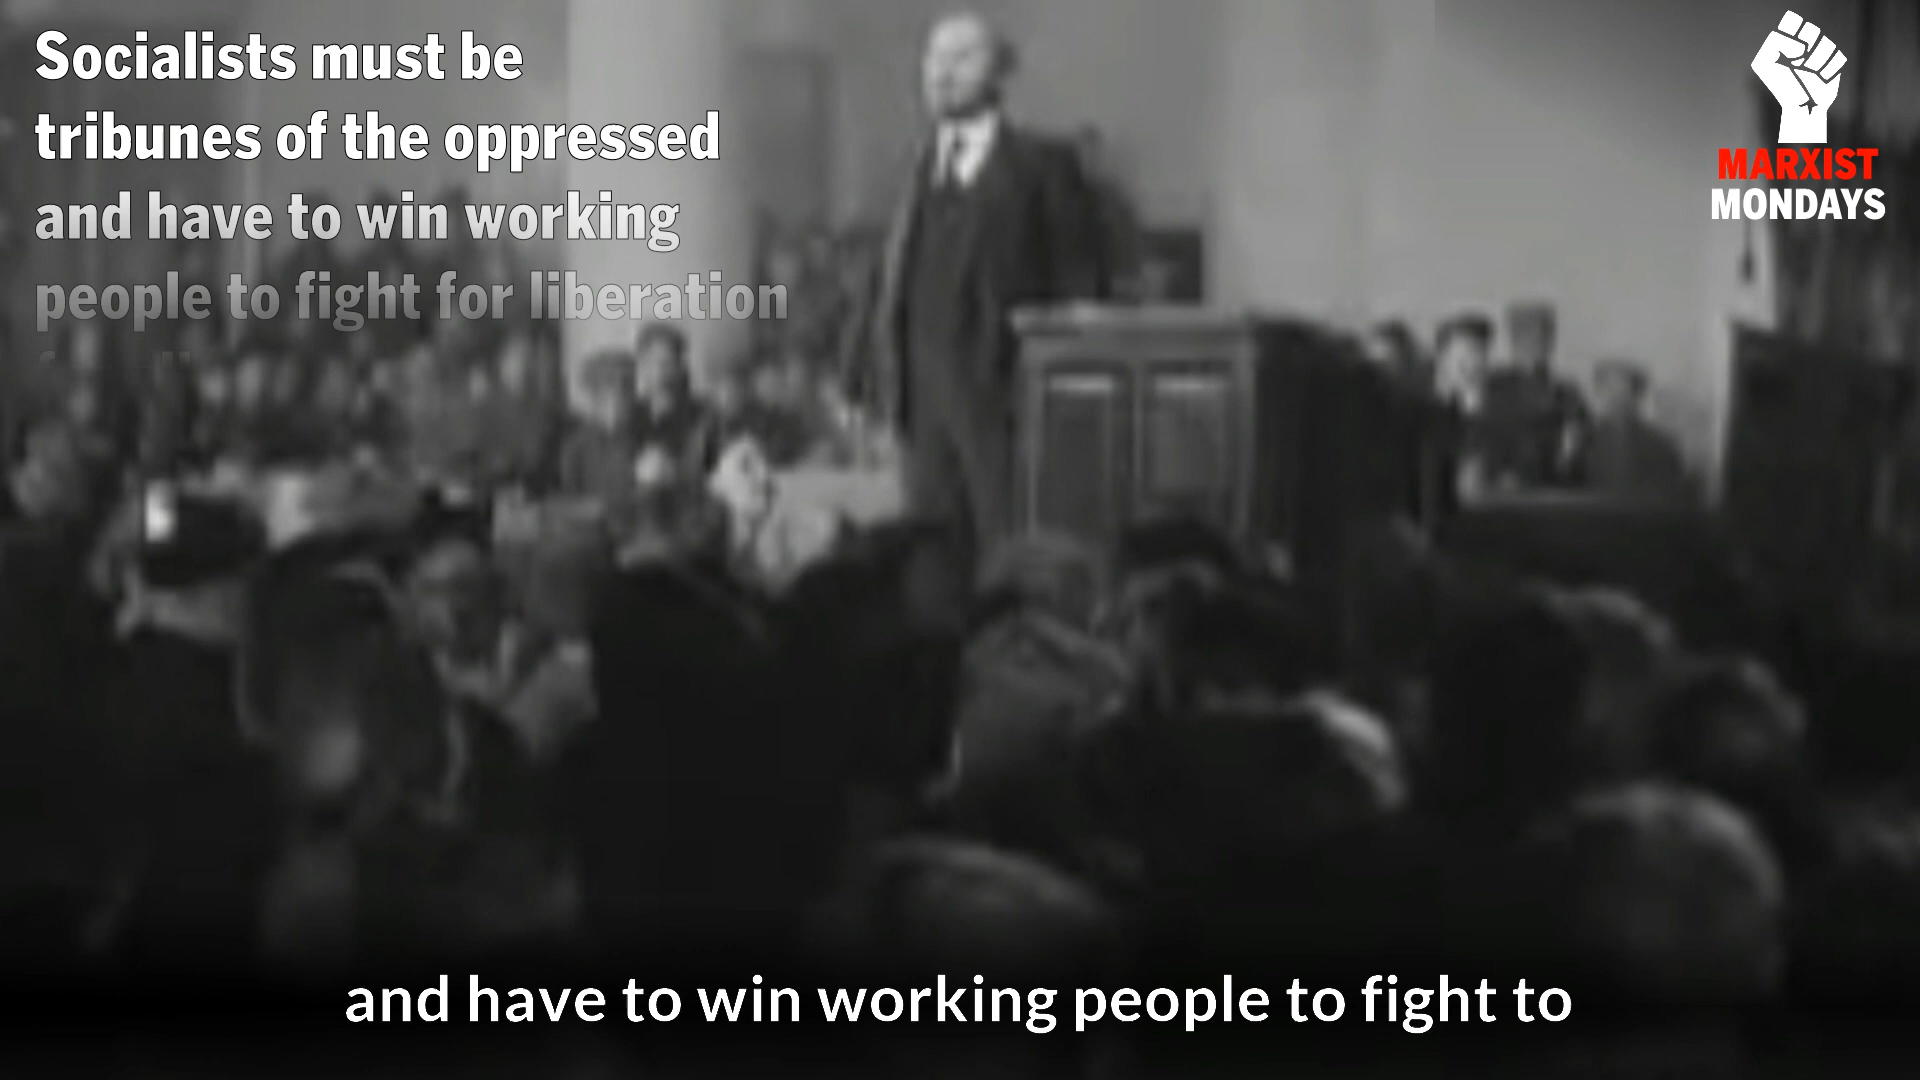 Socialists must be
tribunes of the oppressed
and have to win working
people to fight for liberation
MARXIST
MONDAYS
and have to win working people to fight to